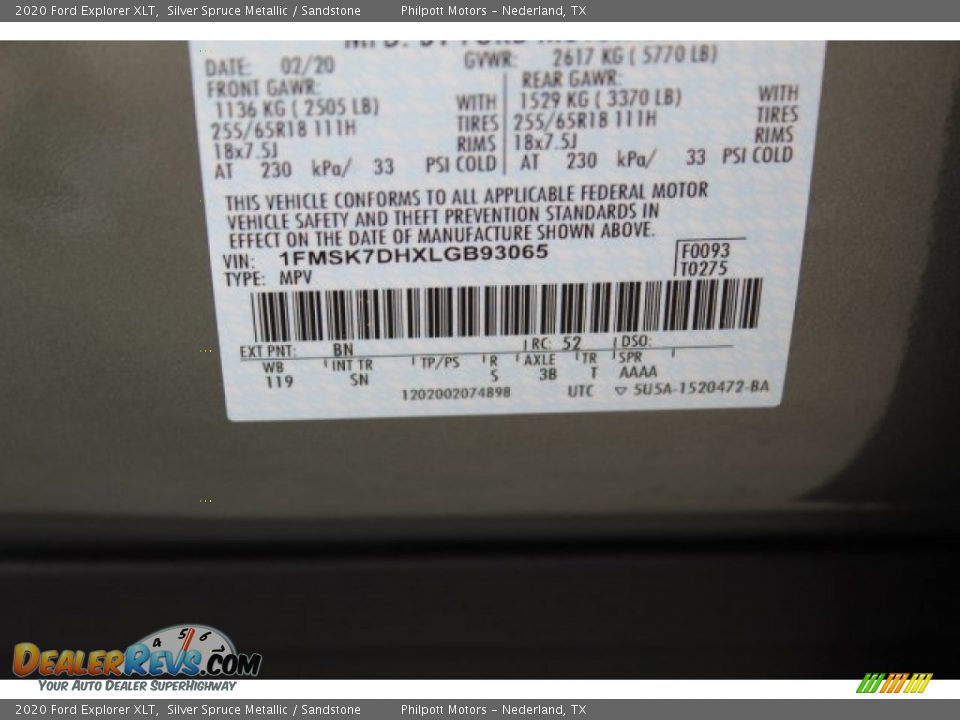 2020 Ford Explorer XLT,  Silver Spruce Metallic / Sandstone    Philpott Motors – Nederland, TX
DATE: 02/20    GVWR: 2617 KG ( 5770 LB)
FRONT GAWR:    REAR GAWR:
1136 KG ( 2505 LB)    WITH    1529 KG ( 3370 LB)    WITH
255/65R18 111H    TIRES    255/65R18 111H    TIRES
18x7.5J    RIMS    18x7.5J    RIMS
AT 230 kPa/ 33 PSI COLD    AT 230 kPa/ 33 PSI COLD
THIS VEHICLE CONFORMS TO ALL APPLICABLE FEDERAL MOTOR
VEHICLE SAFETY AND THEFT PREVENTION STANDARDS IN
EFFECT ON THE DATE OF MANUFACTURE SHOWN ABOVE.
VIN: 1FMSK7DHXLGB93065    F0093
TYPE: MPV    T0275
EXT PNT: BN    RC: 52    DSO:
WB    INT TR    TP/PS    R    AXLE    TR    SPR
119    SN    S    3B    T    AAAA
1202002074898    UTC    ▽ 5U5A-1520472-BA
4 5 6
DEALERREVS.COM
YOUR AUTO DEALER SUPERHIGHWAY
2020 Ford Explorer XLT,  Silver Spruce Metallic / Sandstone    Philpott Motors – Nederland, TX